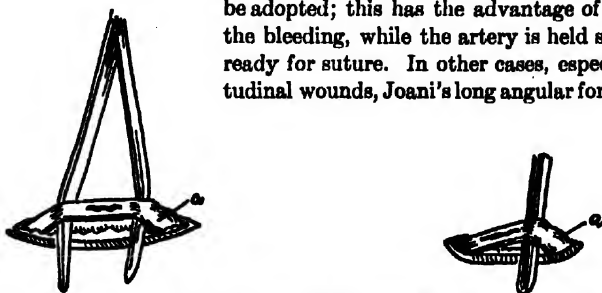 be adopted; this has the advantage of
the bleeding, while the artery is held s
ready for suture. In other cases, espec
tudinal wounds, Joani's long angular for
a
a